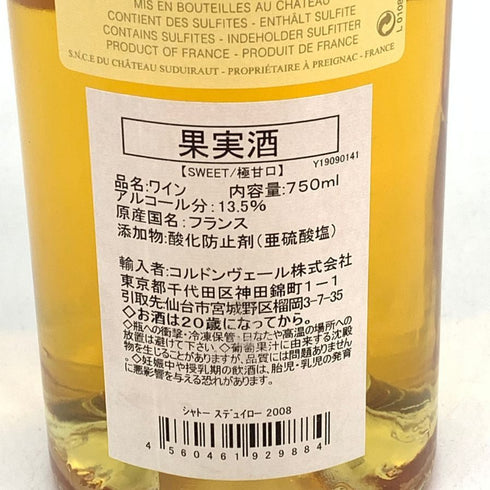 MIS EN BOUTEILLES AU CHÂTEAU
CONTIENT DES SULFITES - ENTHÄLT SULFITE
CONTAINS SULFITES - INDEHOLDER SULFITTER
PRODUCT OF FRANCE - PRODUIT DE FRANCE
S.N.C.E DU CHÂTEAU SUDUIRAUT - PROPRIÉTAIRE À PREIGNAC - FRANCE
L 0108
果実酒
【SWEET/極甘口】
Y19090141
品名:ワイン 内容量:750ml
アルコール分:13.5%
原産国名:フランス
添加物:酸化防止剤(亜硫酸塩)
輸入者:コルドンヴェール株式会社
東京都千代田区神田錦町1-1
引取先:仙台市宮城野区榴岡3-7-35
◇お酒は20歳になってから。
◇瓶への衝撃・冷凍保管・日なたや高温の場所への
放置は避けて下さい◇葡萄果汁に由来する沈殿
物を生じることがありますが、品質には問題ありません
◇妊娠中や授乳期の飲酒は、胎児・乳児の発育
に悪影響を与える恐れがあります。
シャトー スデュイロー 2008
4 560461 929884